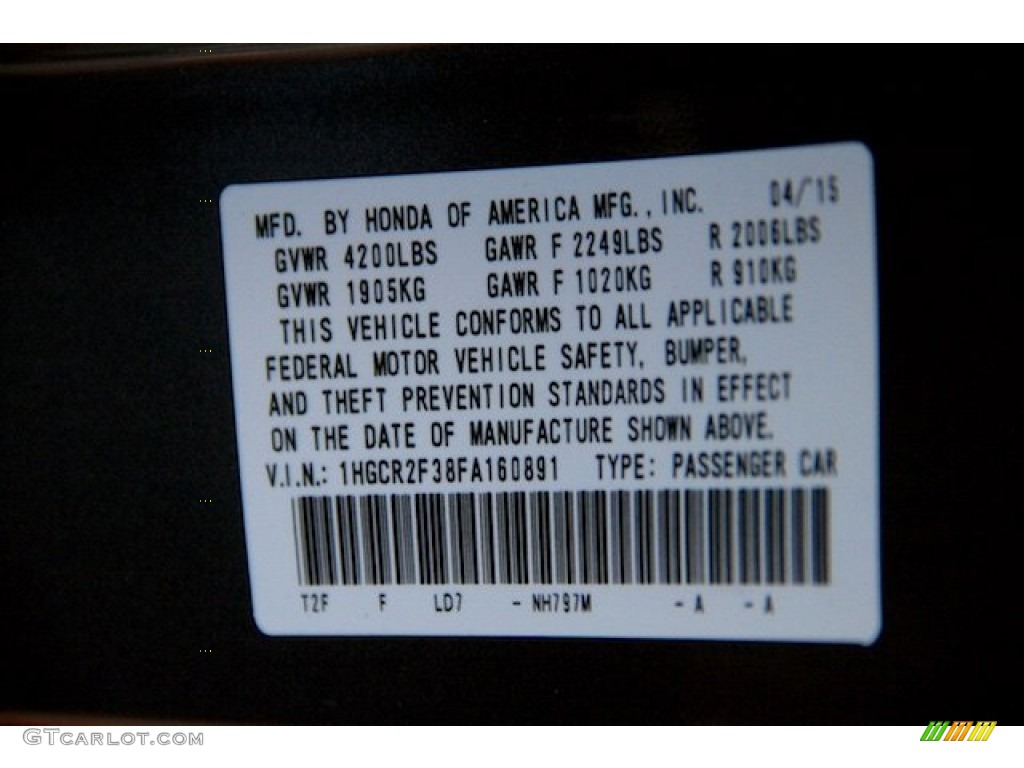 MFD. BY HONDA OF AMERICA MFG., INC. 04/'15
GVWR 4200LBS GAWR F 2249LBS R 2006LBS
GVWR 1905KG GAWR F 1020KG R 910KG
THIS VEHICLE CONFORMS TO ALL APPLICABLE
FEDERAL MOTOR VEHICLE SAFETY, BUMPER,
AND THEFT PREVENTION STANDARDS IN EFFECT
ON THE DATE OF MANUFACTURE SHOWN ABOVE.
V.I.N.: 1HGCR2F38FA160891 TYPE: PASSENGER CAR
T2F F LD7 - NH797M - A - A
GTCarLot.com